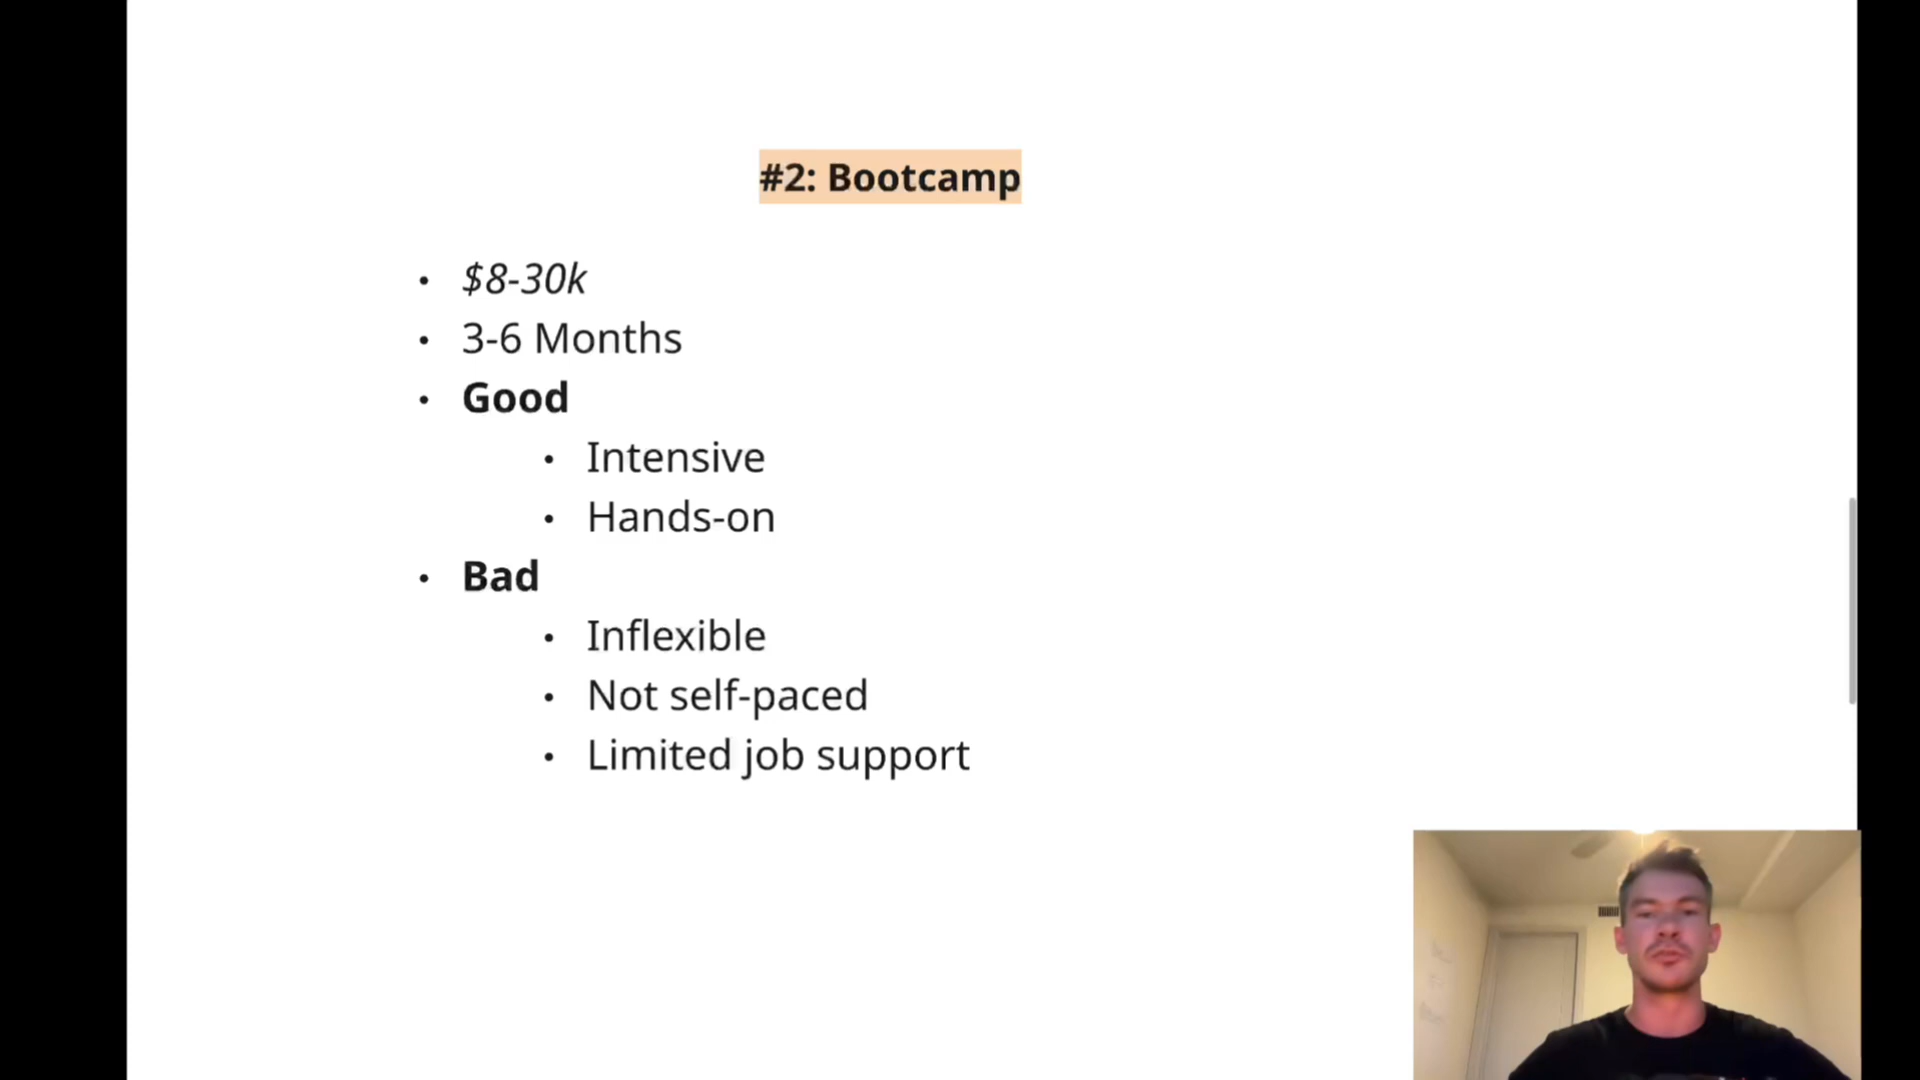 #2: Bootcamp
• $8-30k
• 3-6 Months
• Good
• Intensive
• Hands-on
• Bad
• Inflexible
• Not self-paced
• Limited job support